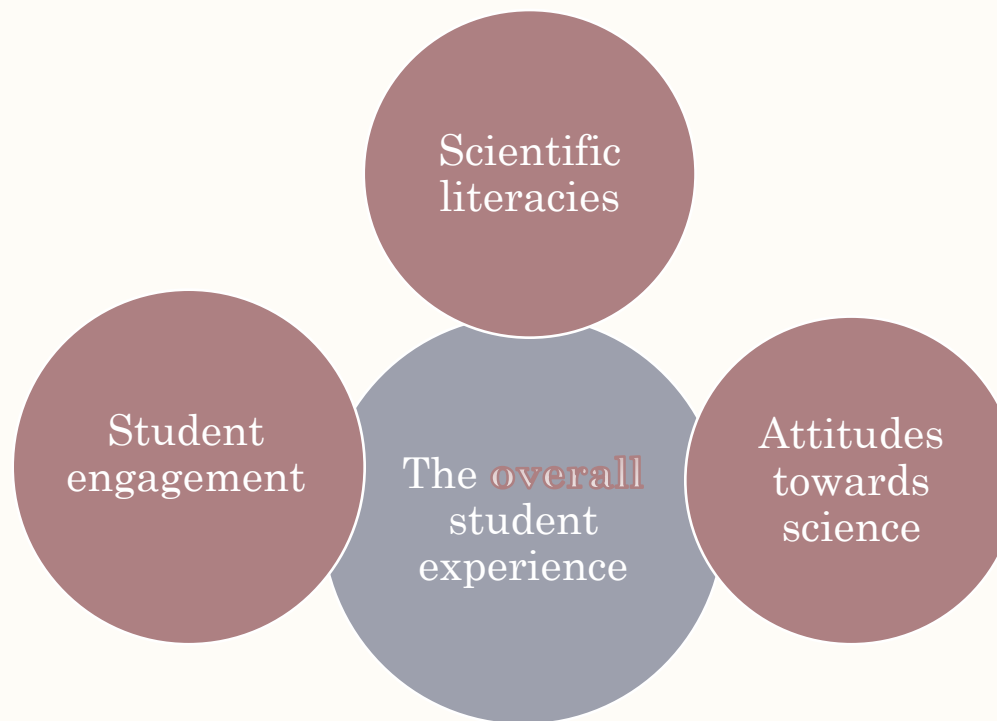 Scientific
literacies
Student
engagement
The overall
student
experience
Attitudes
towards
science